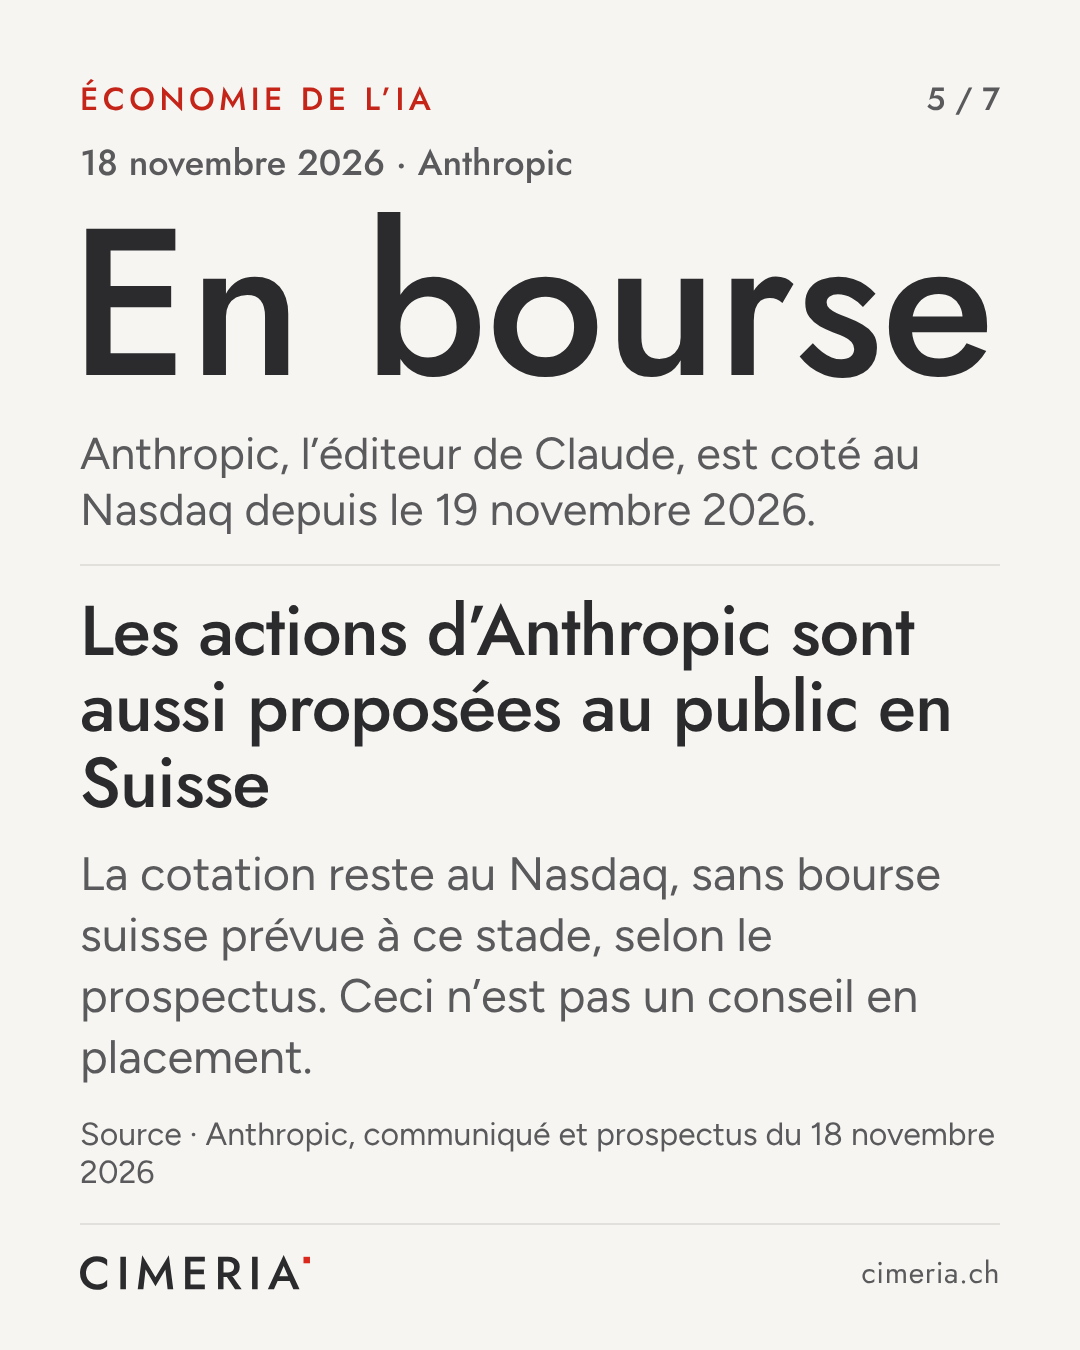 ÉCONOMIE DE L’IA
5 / 7
18 novembre 2026 · Anthropic
En bourse
Anthropic, l’éditeur de Claude, est coté au
Nasdaq depuis le 19 novembre 2026.
Les actions d’Anthropic sont
aussi proposées au public en
Suisse
La cotation reste au Nasdaq, sans bourse
suisse prévue à ce stade, selon le
prospectus. Ceci n’est pas un conseil en
placement.
Source · Anthropic, communiqué et prospectus du 18 novembre
2026
CIMERIA
cimeria.ch